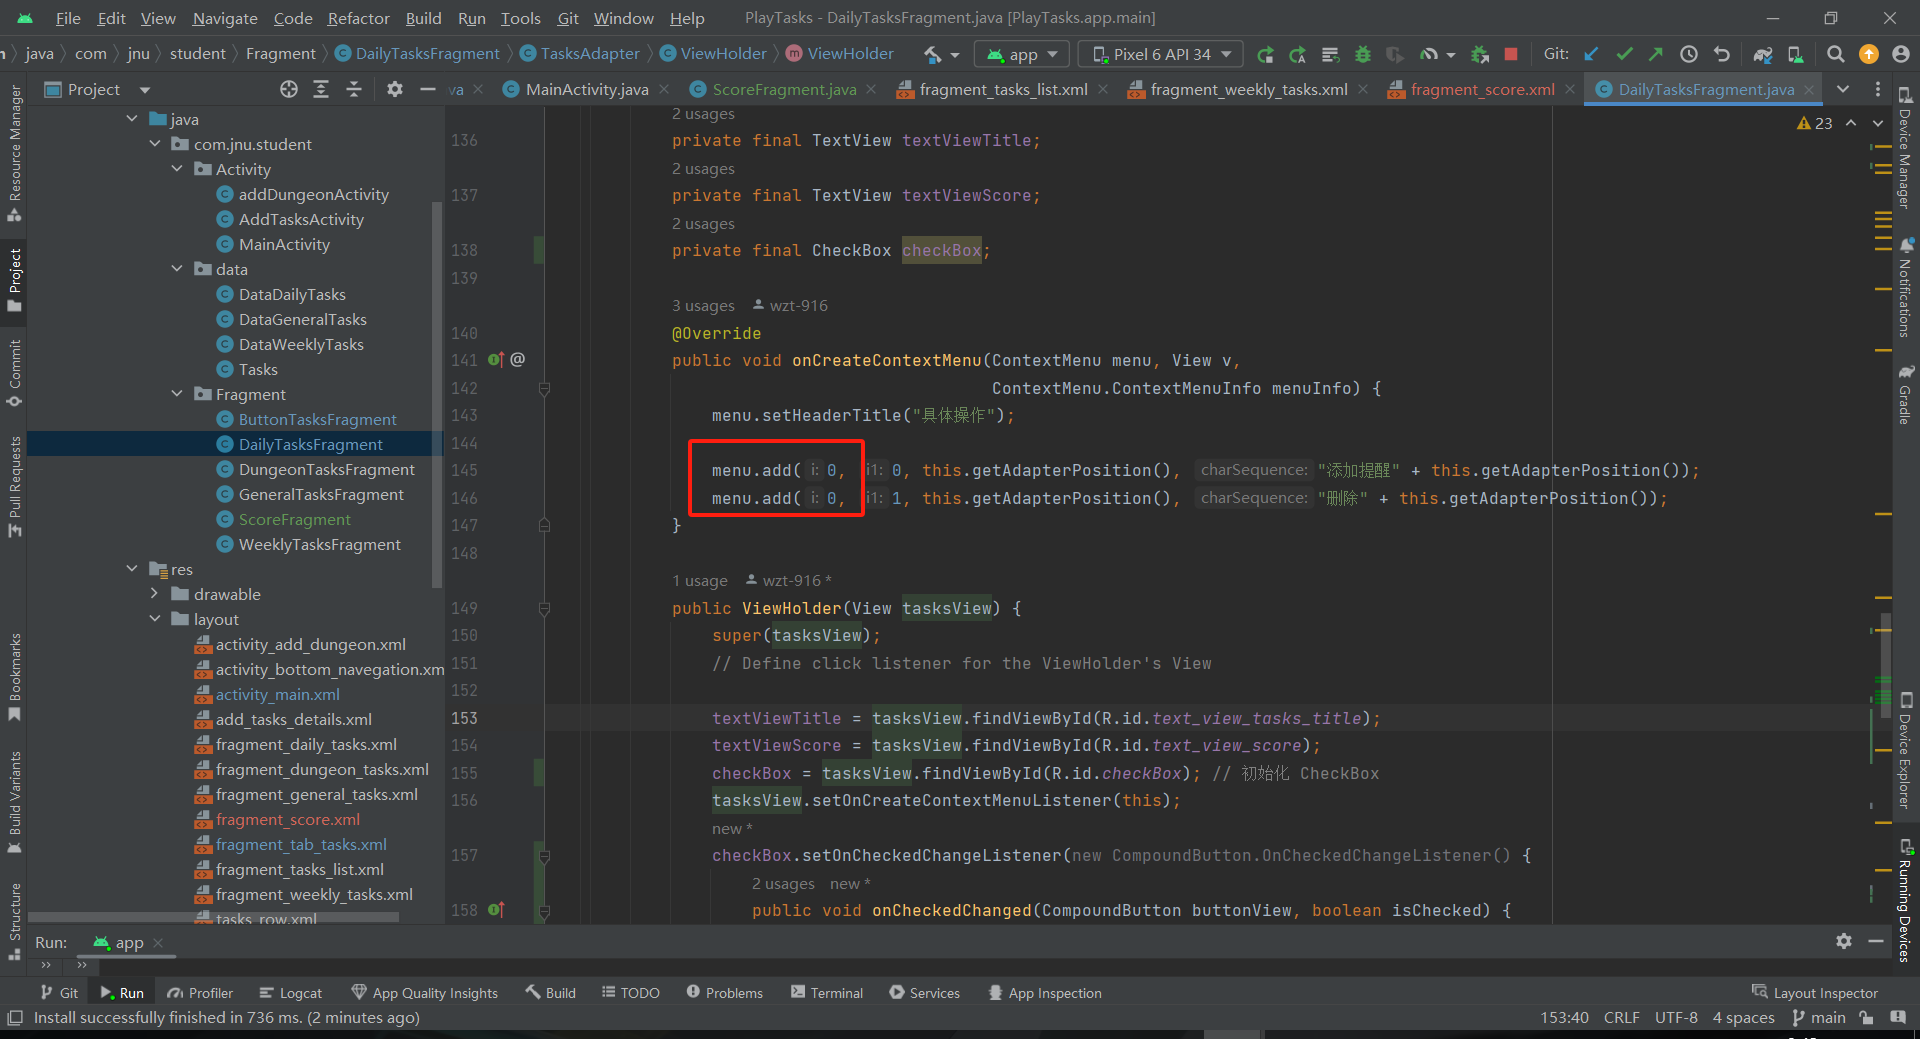 File Edit View Navigate Code Refactor Build Run Tools Git Window Help PlayTasks - DailyTasksFragment.java [PlayTasks.app.main]
java com jnu student Fragment DailyTasksFragment TasksAdapter ViewHolder ViewHolder app Pixel 6 API 34 Git:
Project va MainActivity.java ScoreFragment.java fragment_tasks_list.xml fragment_weekly_tasks.xml fragment_score.xml DailyTasksFragment.java
Resource Manager
Project
Commit
Pull Requests
Bookmarks
Build Variants
Structure
java
com.jnu.student
Activity
addDungeonActivity
AddTasksActivity
MainActivity
data
DataDailyTasks
DataGeneralTasks
DataWeeklyTasks
Tasks
Fragment
ButtonTasksFragment
DailyTasksFragment
DungeonTasksFragment
GeneralTasksFragment
ScoreFragment
WeeklyTasksFragment
res
drawable
layout
activity_add_dungeon.xml
activity_bottom_navegation.xm
activity_main.xml
add_tasks_details.xml
fragment_daily_tasks.xml
fragment_dungeon_tasks.xml
fragment_general_tasks.xml
fragment_score.xml
fragment_tab_tasks.xml
fragment_tasks_list.xml
fragment_weekly_tasks.xml
tasks_row.xml
23
2 usages
136 private final TextView textViewTitle;
2 usages
137 private final TextView textViewScore;
2 usages
138 private final CheckBox checkBox;
139
3 usages wzt-916
140 @Override
141 @ public void onCreateContextMenu(ContextMenu menu, View v,
142 ContextMenu.ContextMenuInfo menuInfo) {
143 menu.setHeaderTitle("具体操作");
144
145 menu.add( i: 0, i1: 0, this.getAdapterPosition(), charSequence: "添加提醒" + this.getAdapterPosition());
146 menu.add( i: 0, i1: 1, this.getAdapterPosition(), charSequence: "删除" + this.getAdapterPosition());
147 }
148
1 usage wzt-916 *
149 public ViewHolder(View tasksView) {
150 super(tasksView);
151 // Define click listener for the ViewHolder's View
152
153 textViewTitle = tasksView.findViewById(R.id.text_view_tasks_title);
154 textViewScore = tasksView.findViewById(R.id.text_view_score);
155 checkBox = tasksView.findViewById(R.id.checkBox); // 初始化 CheckBox
156 tasksView.setOnCreateContextMenuListener(this);
new *
157 checkBox.setOnCheckedChangeListener(new CompoundButton.OnCheckedChangeListener() {
2 usages new *
158 public void onCheckedChanged(CompoundButton buttonView, boolean isChecked) {
Device Manager
Notifications
Gradle
Device Explorer
Running Devices
Run: app
Git Run Profiler Logcat App Quality Insights Build TODO Problems Terminal Services App Inspection Layout Inspector
Install successfully finished in 736 ms. (2 minutes ago) 153:40 CRLF UTF-8 4 spaces main